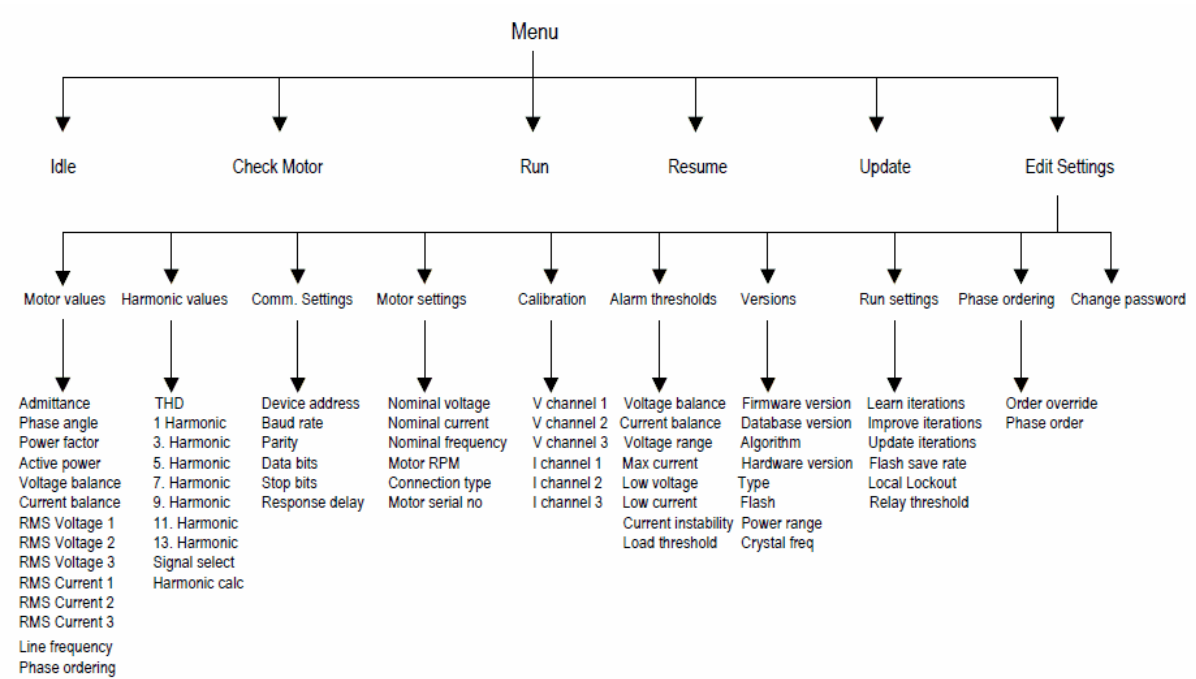 Menu
Idle
Check Motor
Run
Resume
Update
Edit Settings
Motor values
Harmonic values
Comm. Settings
Motor settings
Calibration
Alarm thresholds
Versions
Run settings
Phase ordering
Change password
Admittance
Phase angle
Power factor
Active power
Voltage balance
Current balance
RMS Voltage 1
RMS Voltage 2
RMS Voltage 3
RMS Current 1
RMS Current 2
RMS Current 3
Line frequency
Phase ordering
THD
1 Harmonic
3. Harmonic
5. Harmonic
7. Harmonic
9. Harmonic
11. Harmonic
13. Harmonic
Signal select
Harmonic calc
Device address
Baud rate
Parity
Data bits
Stop bits
Response delay
Nominal voltage
Nominal current
Nominal frequency
Motor RPM
Connection type
Motor serial no
V channel 1
V channel 2
V channel 3
I channel 1
I channel 2
I channel 3
Voltage balance
Current balance
Voltage range
Max current
Low voltage
Low current
Current instability
Load threshold
Firmware version
Database version
Algorithm
Hardware version
Type
Flash
Power range
Crystal freq
Learn iterations
Improve iterations
Update iterations
Flash save rate
Local Lockout
Relay threshold
Order override
Phase order